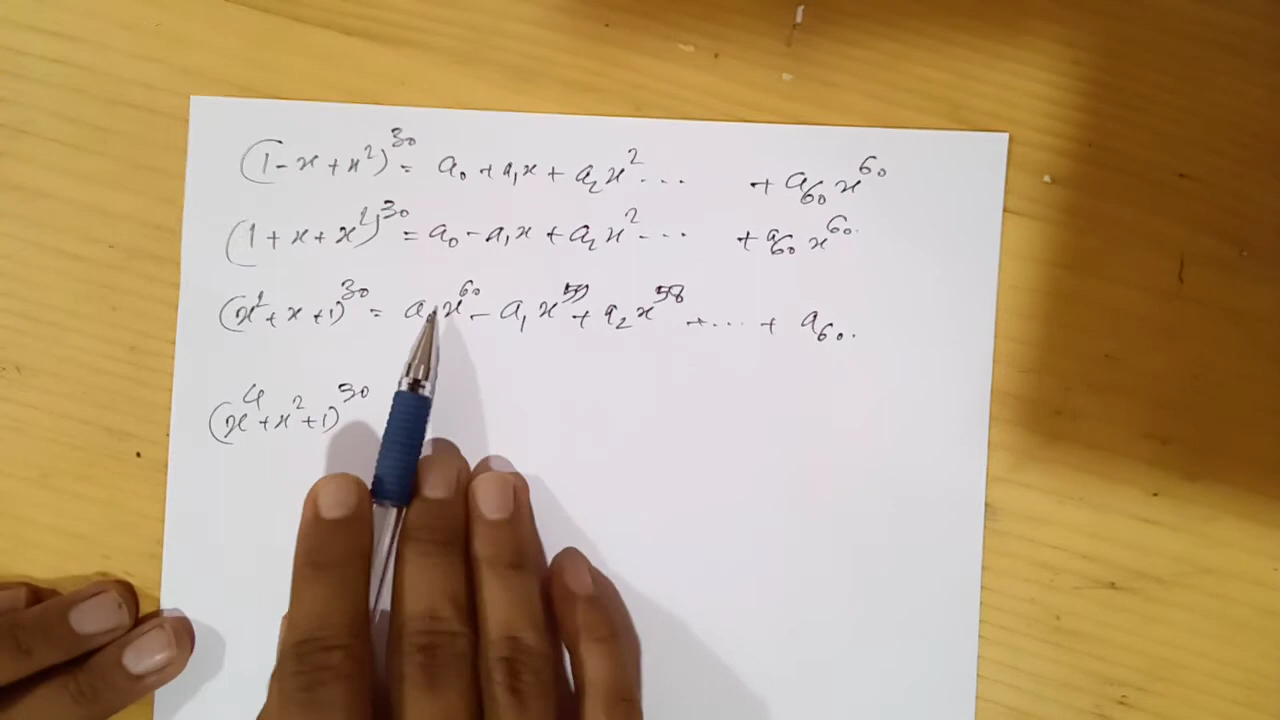 (1-x+x²)³⁰ = a₀ + a₁x + a₂x² ... + a₆₀x⁶⁰
(1+x+x²)³⁰ = a₀ - a₁x + a₂x² ... + a₆₀x⁶⁰.
(x²+x+1)³⁰ = a₀x⁶⁰ - a₁x⁵⁹ + a₂x⁵⁸ + ... + a₆₀.
(x⁴+x²+1)³⁰